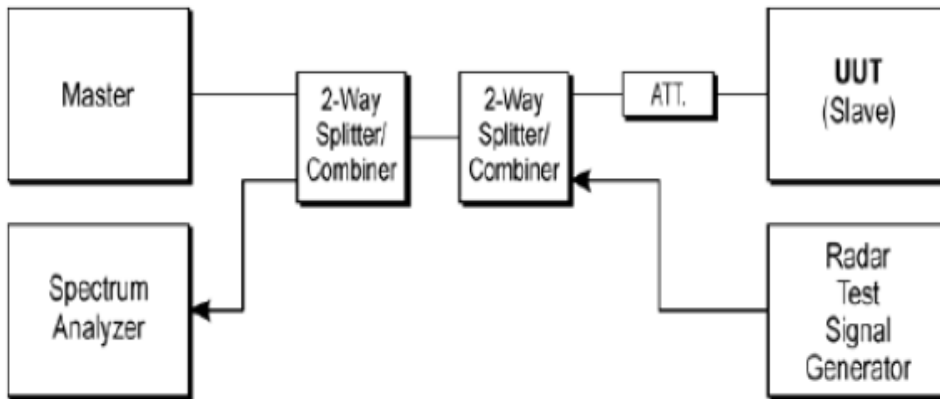 Master
2-Way
Splitter/
Combiner
2-Way
Splitter/
Combiner
ATT.
UUT
(Slave)
Spectrum
Analyzer
Radar
Test
Signal
Generator